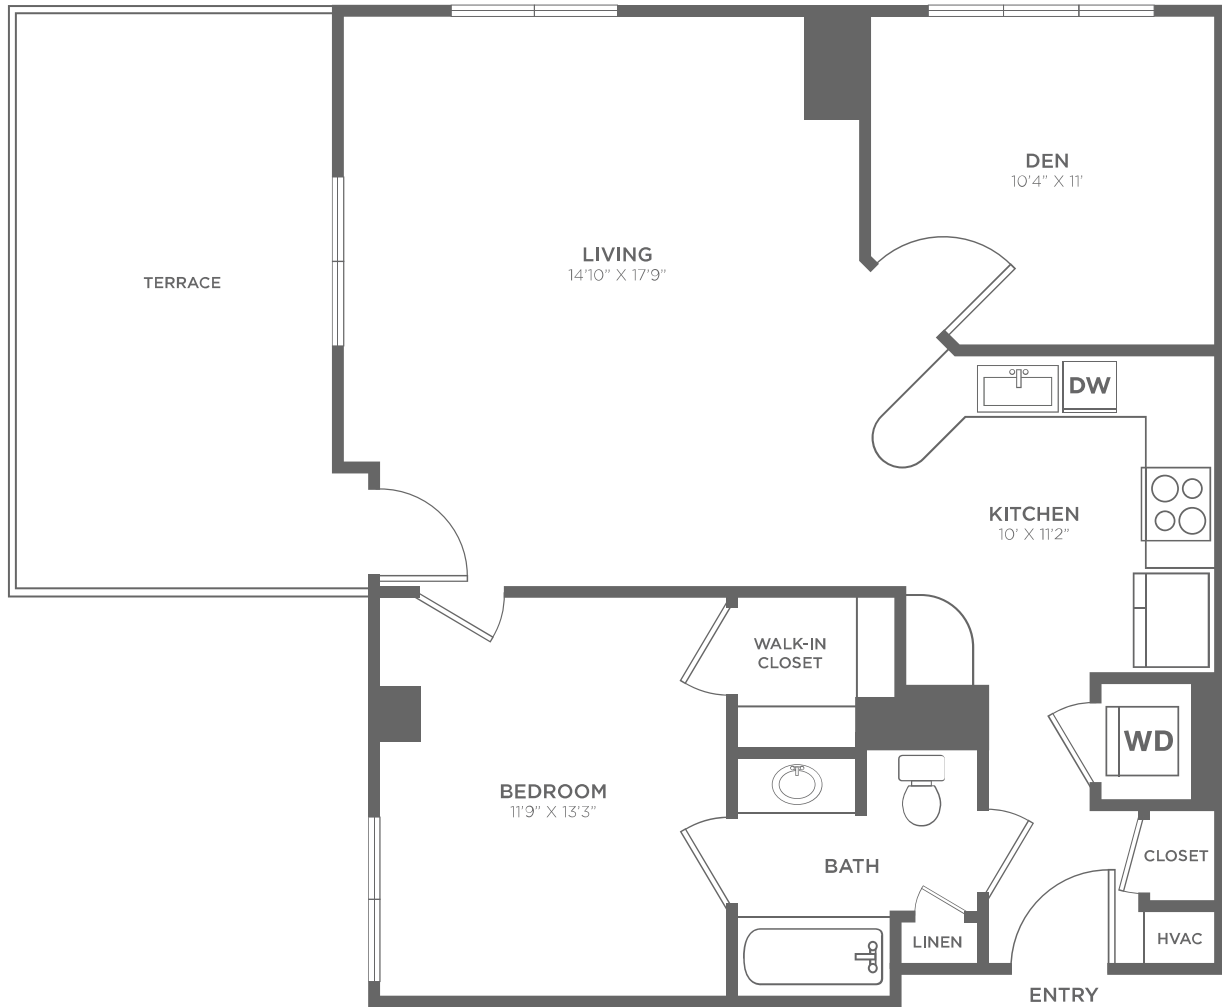 DEN
10'4" X 11'
LIVING
14'10" X 17'9"
TERRACE
DW
KITCHEN
10' X 11'2"
WALK-IN
CLOSET
WD
BEDROOM
11'9" X 13'3"
BATH
CLOSET
LINEN
HVAC
ENTRY